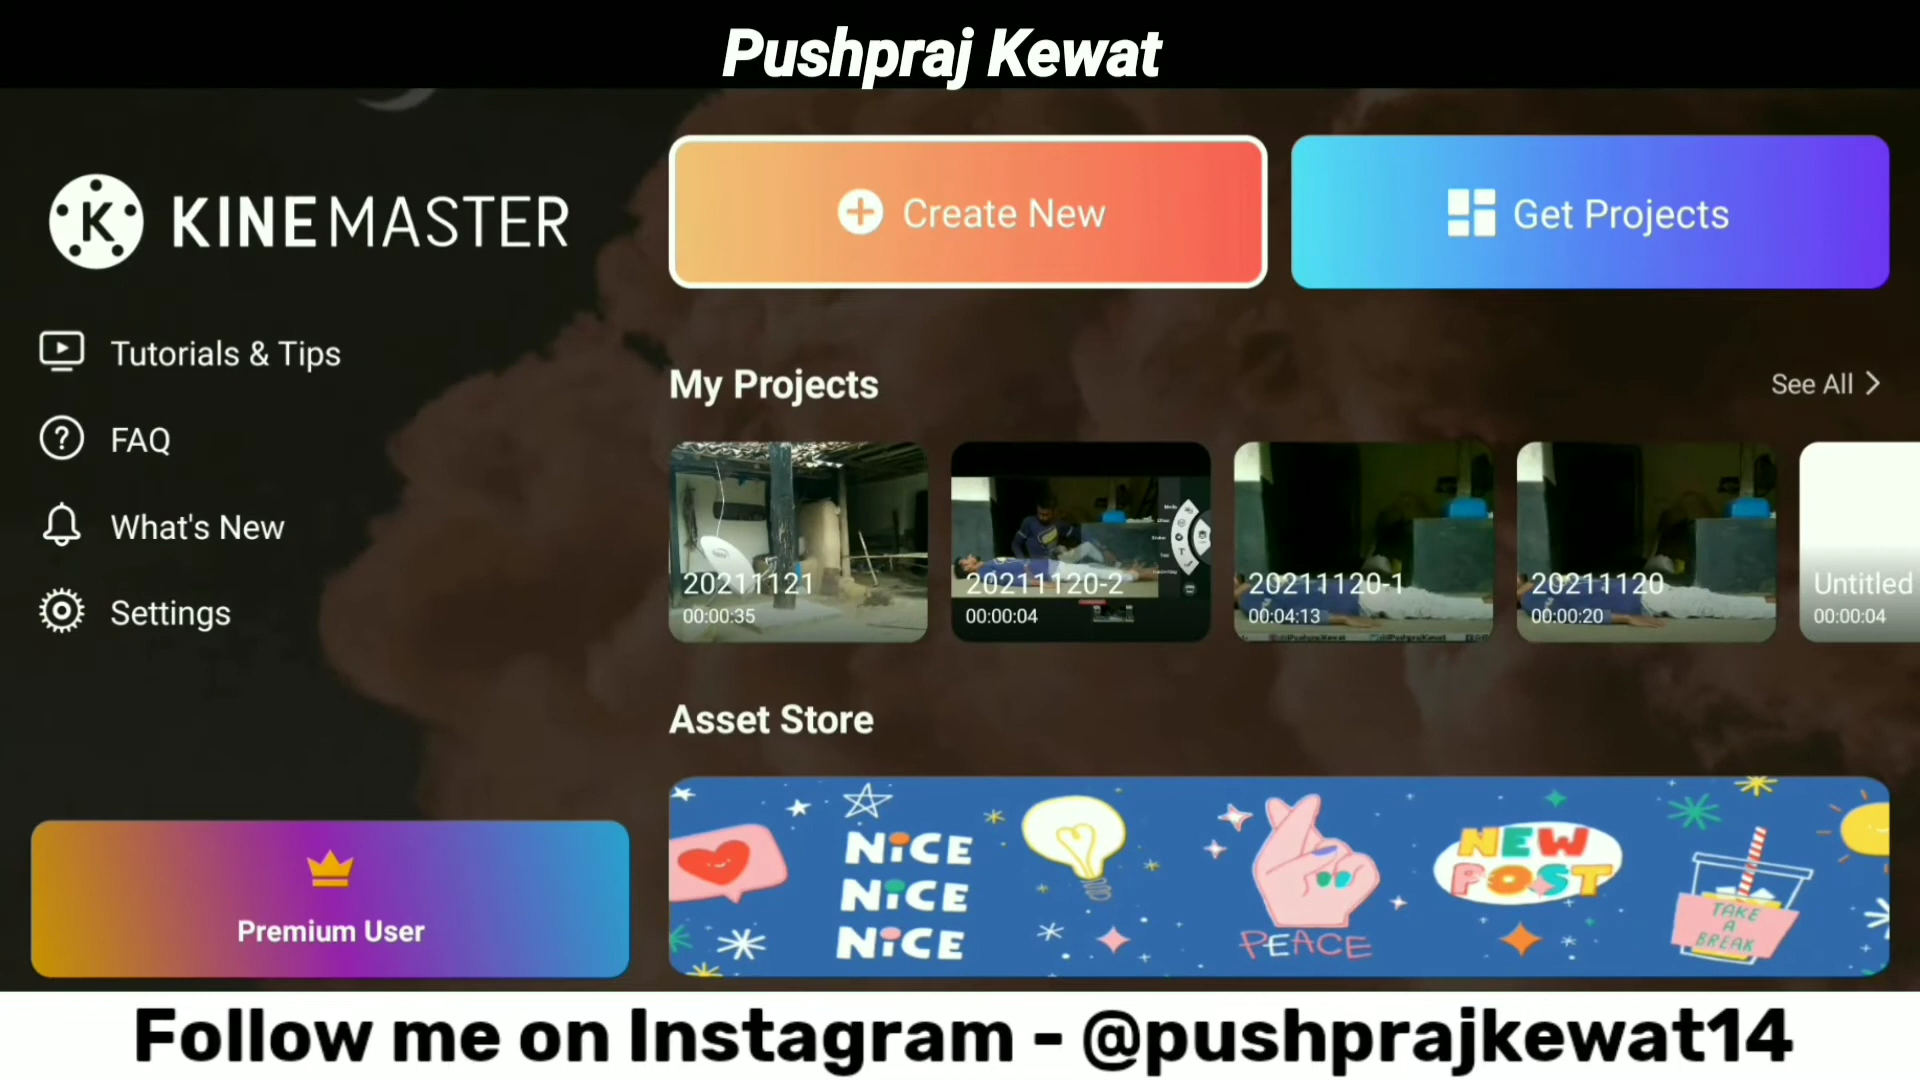 Pushpraj Kewat
K KINEMASTER
Tutorials & Tips
FAQ
What's New
Settings
Premium User
Create New
Get Projects
My Projects
See All
20211121
00:00:35
20211120-2
00:00:04
20211120-1
00:04:13
20211120
00:00:20
Untitled
00:00:04
Asset Store
NiCE
NiCE
NiCE
PEACE
NEW
POST
TAKE
A
BREAK
Follow me on Instagram - @pushprajkewat14